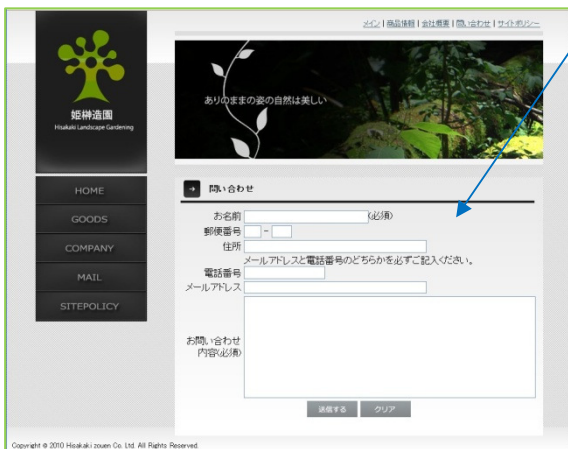 メイン | 商品情報 | 会社概要 | 問い合わせ | サイトポリシー
姫榊造園
Hisakaki Landscape Gardening
ありのままの姿の自然は美しい
HOME
GOODS
COMPANY
MAIL
SITEPOLICY
問い合わせ
お名前 (必須)
郵便番号 -
住所
メールアドレスと電話番号のどちらかを必ずご記入ください。
電話番号
メールアドレス
お問い合わせ
内容(必須)
送信する クリア
Copyright © 2010 Hisakaki zouen Co. Ltd. All Rights Reserved.